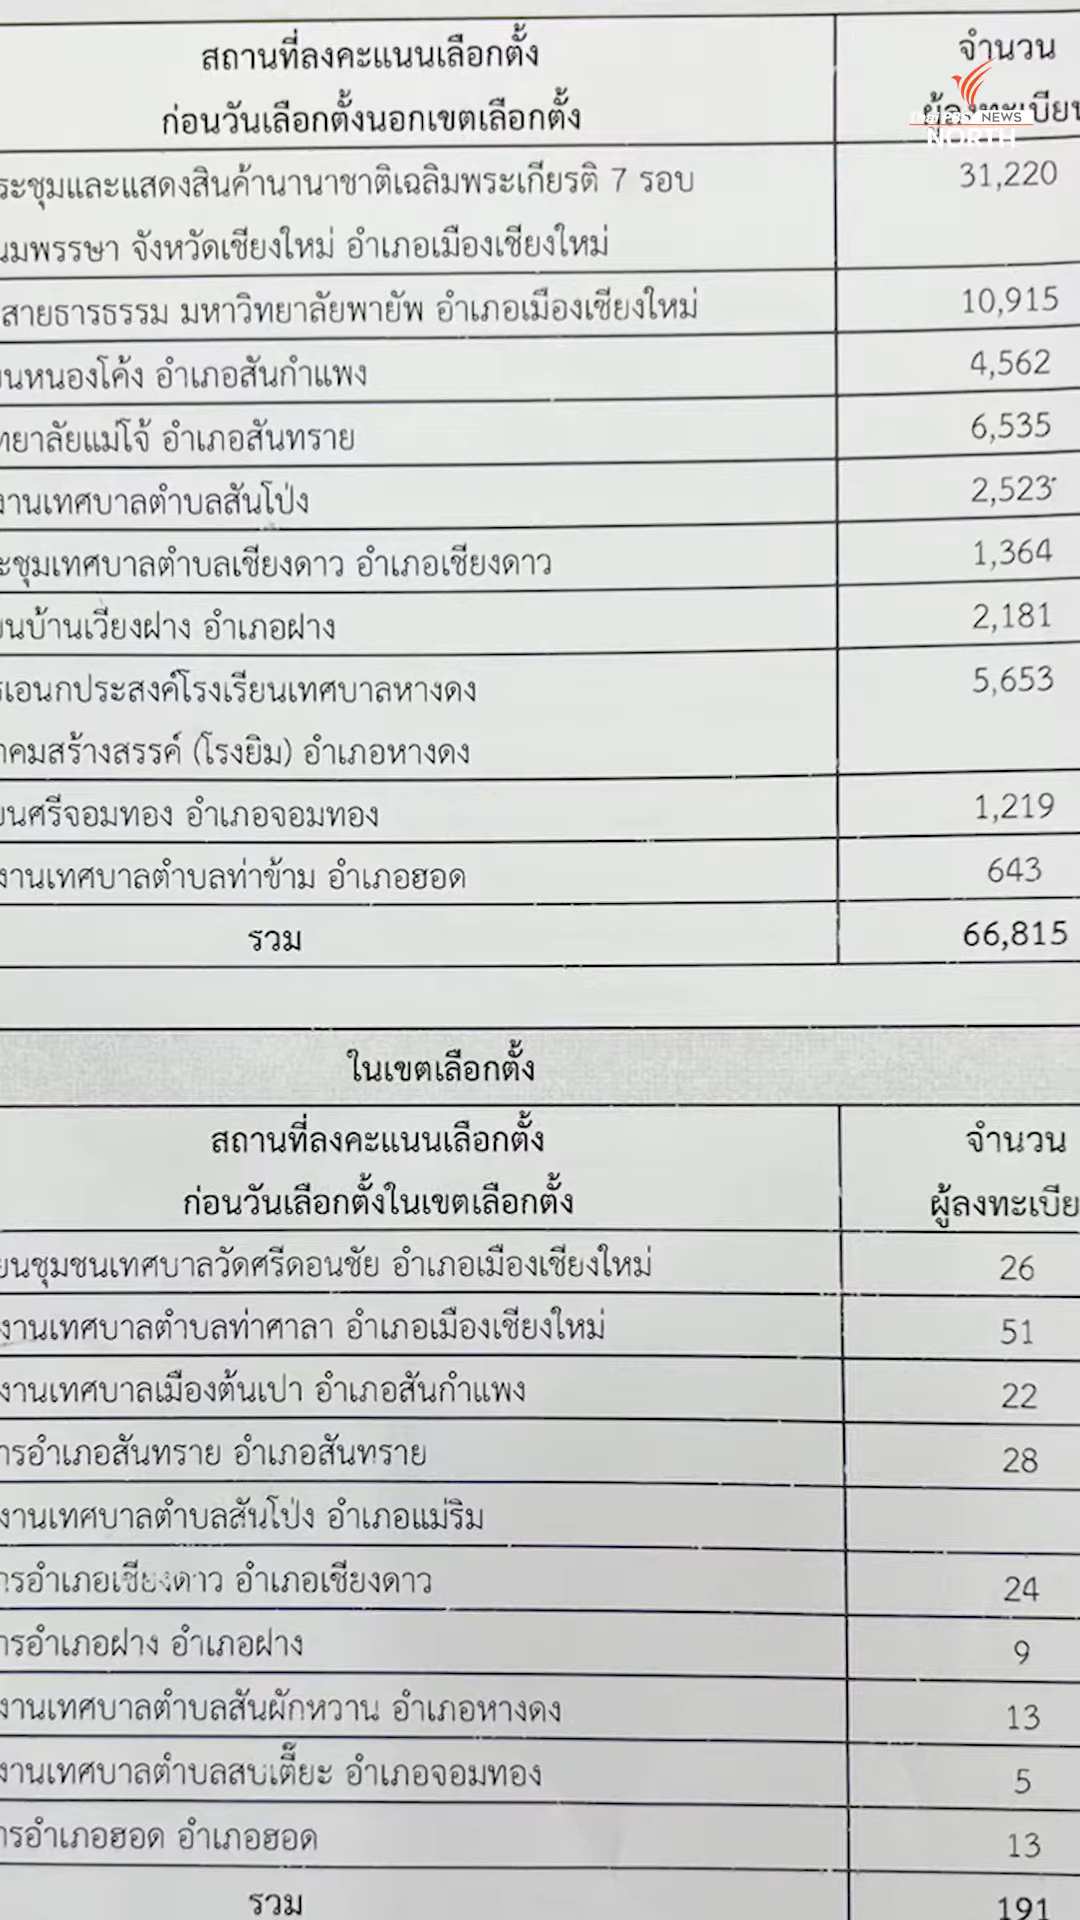 สถานที่ลงคะแนนเลือกตั้ง
ก่อนวันเลือกตั้งนอกเขตเลือกตั้ง
จำนวน
ผู้ลงทะเบียน
Thai PBS NEWS
NORTH
ระชุมและแสดงสินค้านานาชาติเฉลิมพระเกียรติ 7 รอบ 31,220
นมพรรษา จังหวัดเชียงใหม่ อำเภอเมืองเชียงใหม่
สายธารธรรม มหาวิทยาลัยพายัพ อำเภอเมืองเชียงใหม่ 10,915
ยนหนองโค้ง อำเภอสันกำแพง 4,562
ทยาลัยแม่โจ้ อำเภอสันทราย 6,535
งานเทศบาลตำบลสันโป่ง 2,523
ะชุมเทศบาลตำบลเชียงดาว อำเภอเชียงดาว 1,364
ยนบ้านเวียงฝาง อำเภอฝาง 2,181
รเอนกประสงค์โรงเรียนเทศบาลหางดง 5,653
าคมสร้างสรรค์ (โรงยิม) อำเภอหางดง
ยนศรีจอมทอง อำเภอจอมทอง 1,219
งานเทศบาลตำบลท่าข้าม อำเภอฮอด 643
รวม 66,815
ในเขตเลือกตั้ง
สถานที่ลงคะแนนเลือกตั้ง
ก่อนวันเลือกตั้งในเขตเลือกตั้ง
จำนวน
ผู้ลงทะเบีย
ยนชุมชนเทศบาลวัดศรีดอนชัย อำเภอเมืองเชียงใหม่ 26
งานเทศบาลตำบลท่าศาลา อำเภอเมืองเชียงใหม่ 51
งานเทศบาลเมืองต้นเปา อำเภอสันกำแพง 22
ารอำเภอสันทราย อำเภอสันทราย 28
งานเทศบาลตำบลสันโป่ง อำเภอแม่ริม
ารอำเภอเชียงดาว อำเภอเชียงดาว 24
ารอำเภอฝาง อำเภอฝาง 9
งานเทศบาลตำบลสันผักหวาน อำเภอหางดง 13
งานเทศบาลตำบลสบเตี๊ยะ อำเภอจอมทอง 5
ารอำเภอฮอด อำเภอฮอด 13
รวม 191